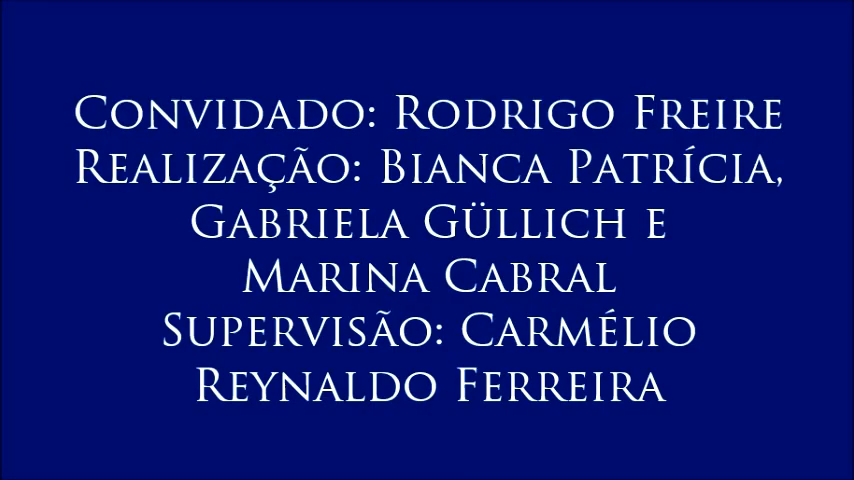 Convidado: Rodrigo Freire
Realização: Bianca Patrícia,
Gabriela Güllich e
Marina Cabral
Supervisão: Carmélio
Reynaldo Ferreira